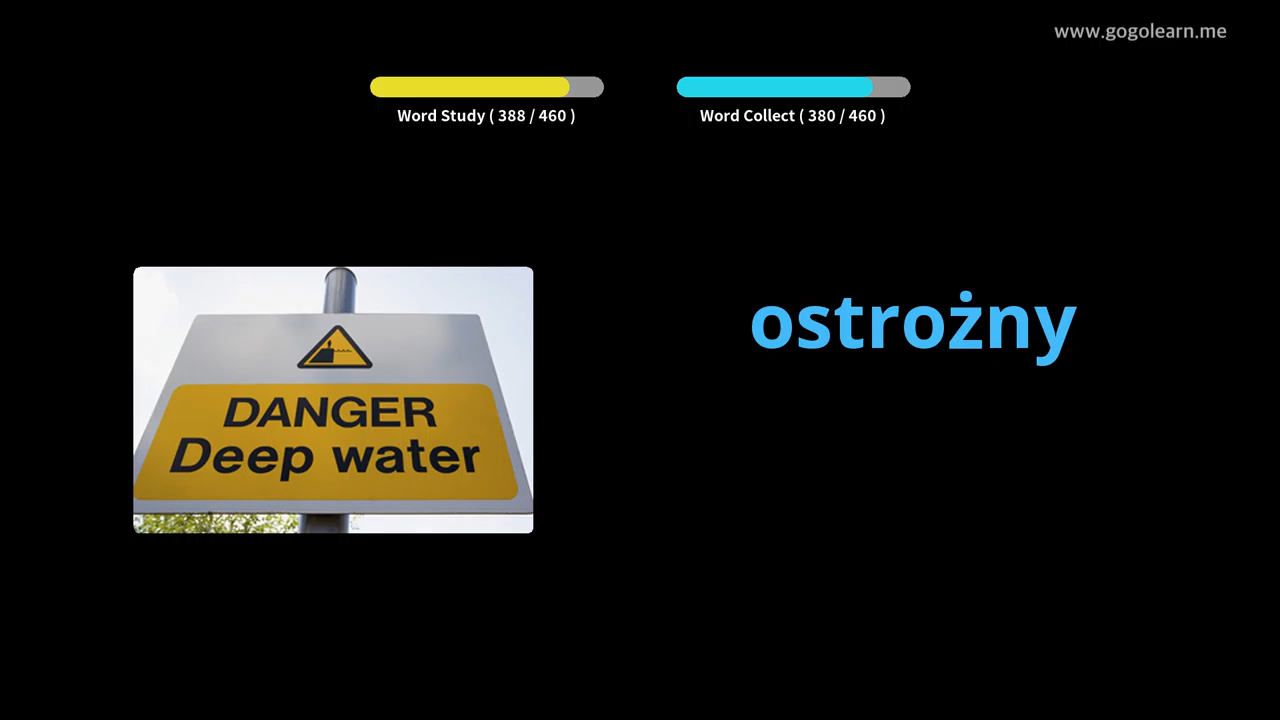 www.gogolearn.me
Word Study ( 388 / 460 )
Word Collect ( 380 / 460 )
ostrożny
DANGER
Deep water